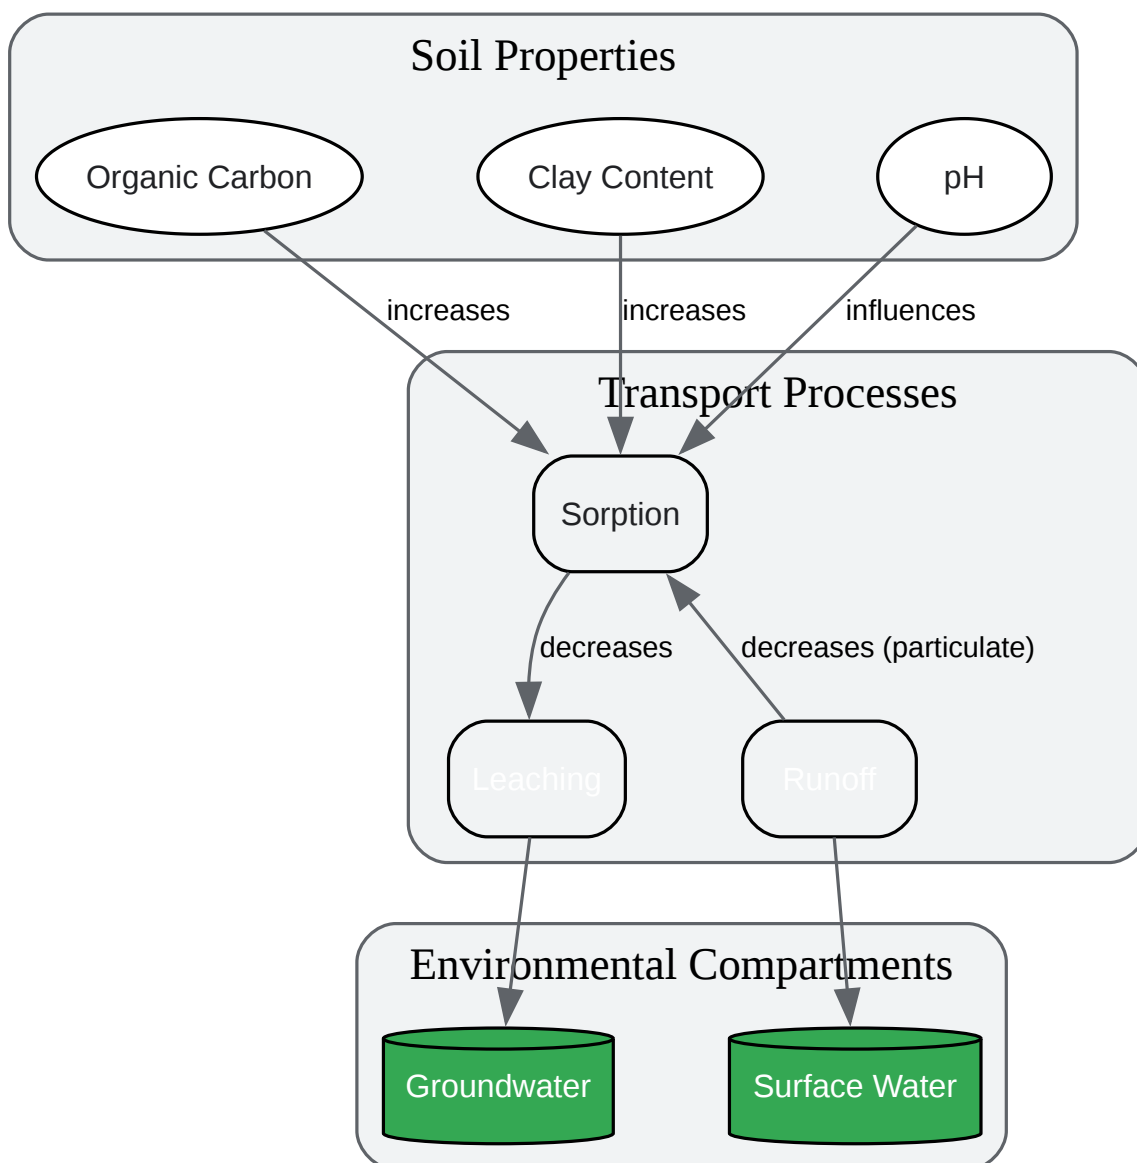 Soil Properties
Organic Carbon
Clay Content
pH
increases
increases
influences
Transport Processes
Sorption
decreases
decreases (particulate)
Leaching
Runoff
Environmental Compartments
Groundwater
Surface Water